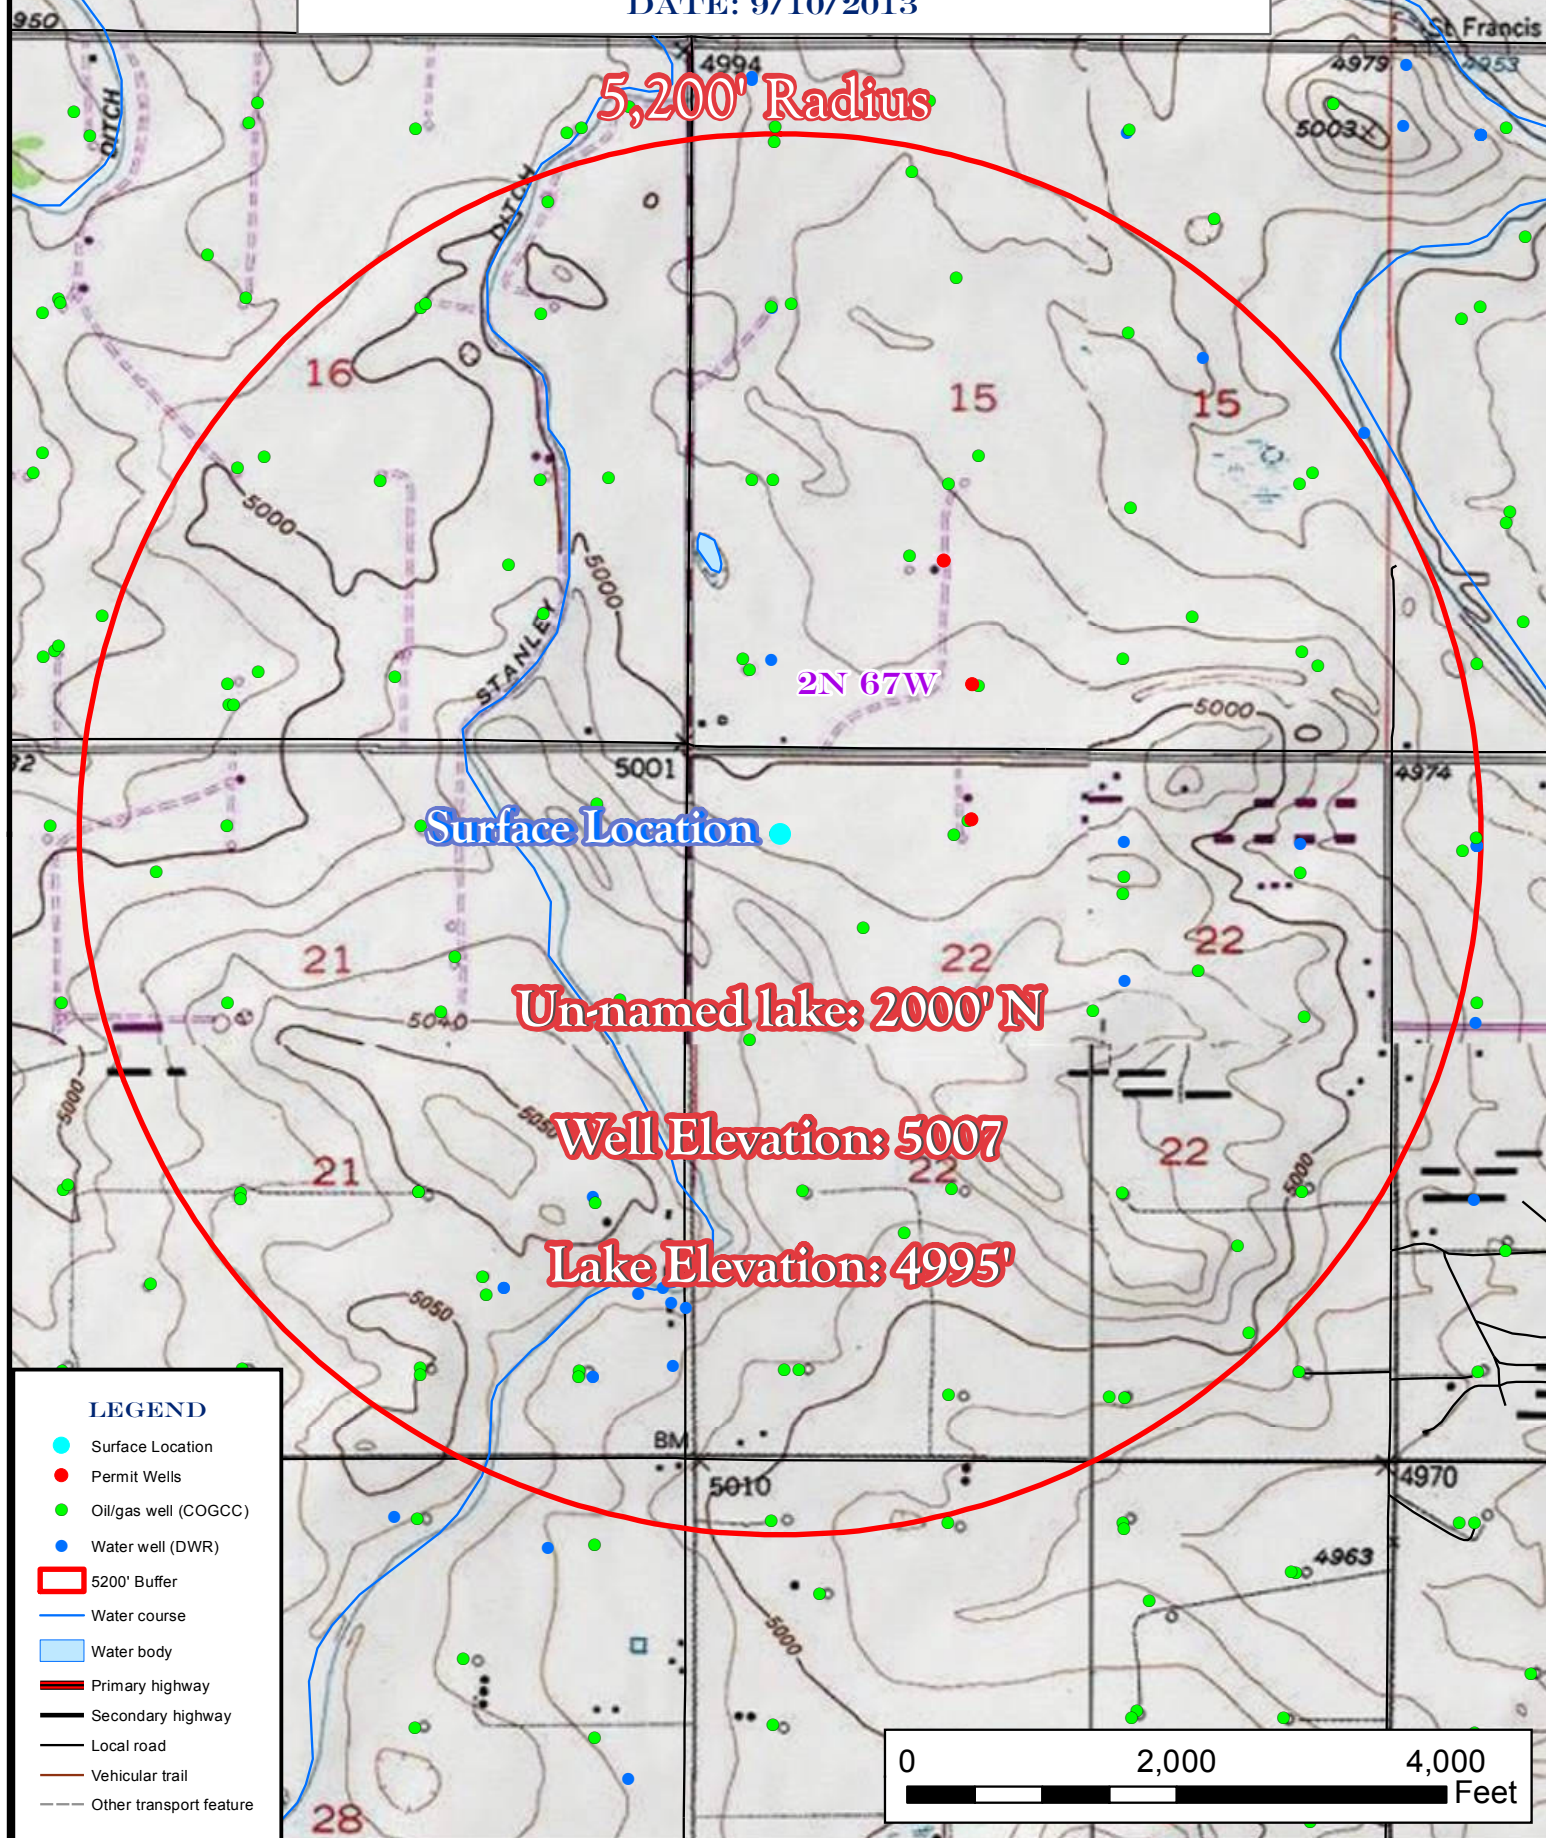 DATE: 9/10/2013
950
St Francis
4994
4979
4953
5,200' Radius
DITCH
5003
DITCH
16
15
15
5000
5000
STANLEY
2N 67W
5000
5001
4974
Surface Location
21
22
22
Un-named lake: 2000' N
5040
5000
5050
Well Elevation: 5007
21
22
22
5000
Lake Elevation: 4995'
5050
BM
5010
4970
4963
5000
28
LEGEND
Surface Location
Permit Wells
Oil/gas well (COGCC)
Water well (DWR)
5200' Buffer
Water course
Water body
Primary highway
Secondary highway
Local road
Vehicular trail
Other transport feature
0 2,000 4,000
Feet